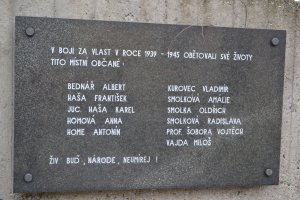 V BOJI ZA VLAST V ROCE 1939 - 1945 OBĚTOVALI SVÉ ŽIVOTY
TITO MÍSTNÍ OBČANÉ:
BEDNÁŘ ALBERT
HAŠA FRANTIŠEK
JUC. HAŠA KAREL
HOMOVÁ ANNA
HOME ANTONÍN
KUROVEC VLADIMÍR
SMOLKOVÁ AMÁLIE
SMOLKA OLDŘICH
SMOLKOVÁ RADISLAVA
PROF. ŠOBORA VOJTĚCH
VAJDA MILOŠ
ŽIV BUĎ, NÁRODE, NEUMÍREJ!